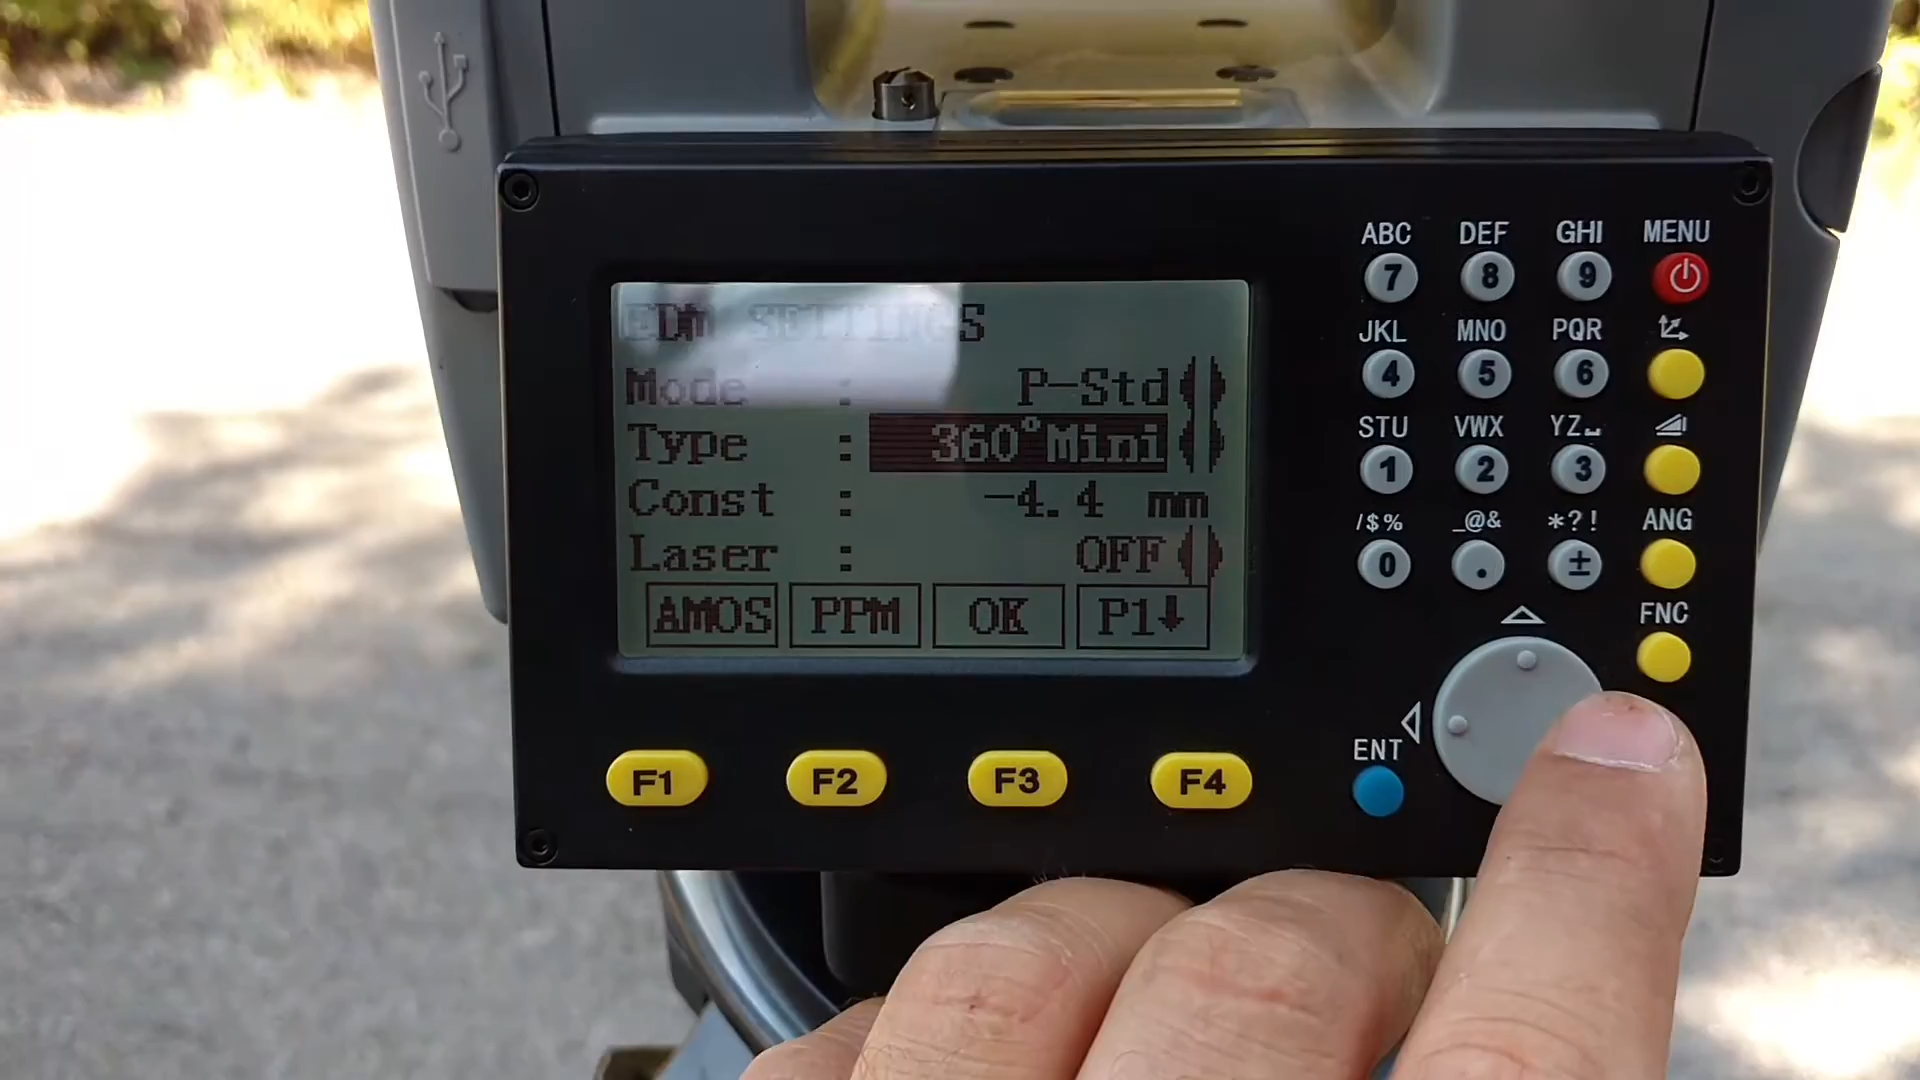 EDM SETTINGS
Mode : P-Std
Type : 360°Mini
Const : -4.4 mm
Laser : OFF
AMOS PPM OK P1↓
F1 F2 F3 F4
ABC DEF GHI MENU
7 8 9
JKL MNO PQR
4 5 6
STU VWX YZ␣
1 2 3
/$% _@& *?! ANG
0 . ±
FNC
ENT